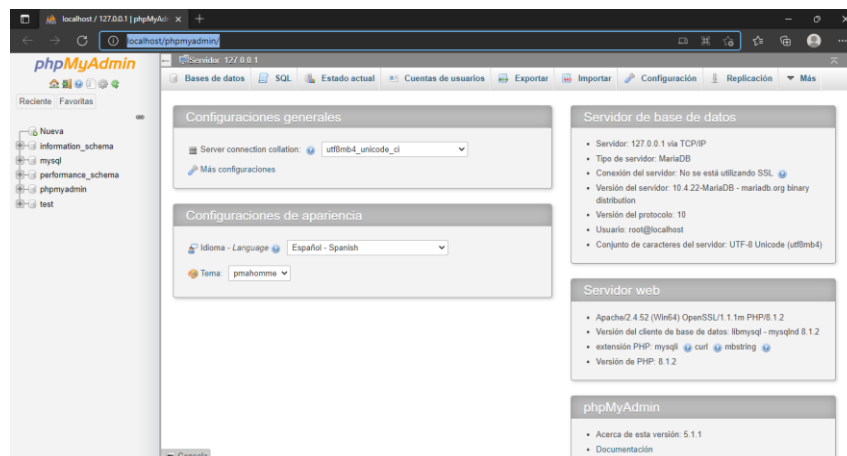 localhost / 127.0.0.1 | phpMyAdm
localhost/phpmyadmin/
phpMyAdmin
Reciente Favoritas
Nueva
information_schema
mysql
performance_schema
phpmyadmin
test
Servidor: 127.0.0.1
Bases de datos SQL Estado actual Cuentas de usuarios Exportar Importar Configuración Replicación Más
Configuraciones generales
Server connection collation: utf8mb4_unicode_ci
Más configuraciones
Configuraciones de apariencia
Idioma - Language Español - Spanish
Tema: pmahomme
Servidor de base de datos
Servidor: 127.0.0.1 via TCP/IP
Tipo de servidor: MariaDB
Conexión del servidor: No se está utilizando SSL
Versión del servidor: 10.4.22-MariaDB - mariadb.org binary
distribution
Versión del protocolo: 10
Usuario: root@localhost
Conjunto de caracteres del servidor: UTF-8 Unicode (utf8mb4)
Servidor web
Apache/2.4.52 (Win64) OpenSSL/1.1.1m PHP/8.1.2
Versión del cliente de base de datos: libmysql - mysqlnd 8.1.2
extensión PHP: mysqli curl mbstring
Versión de PHP: 8.1.2
phpMyAdmin
Acerca de esta versión: 5.1.1
Documentación
Consola